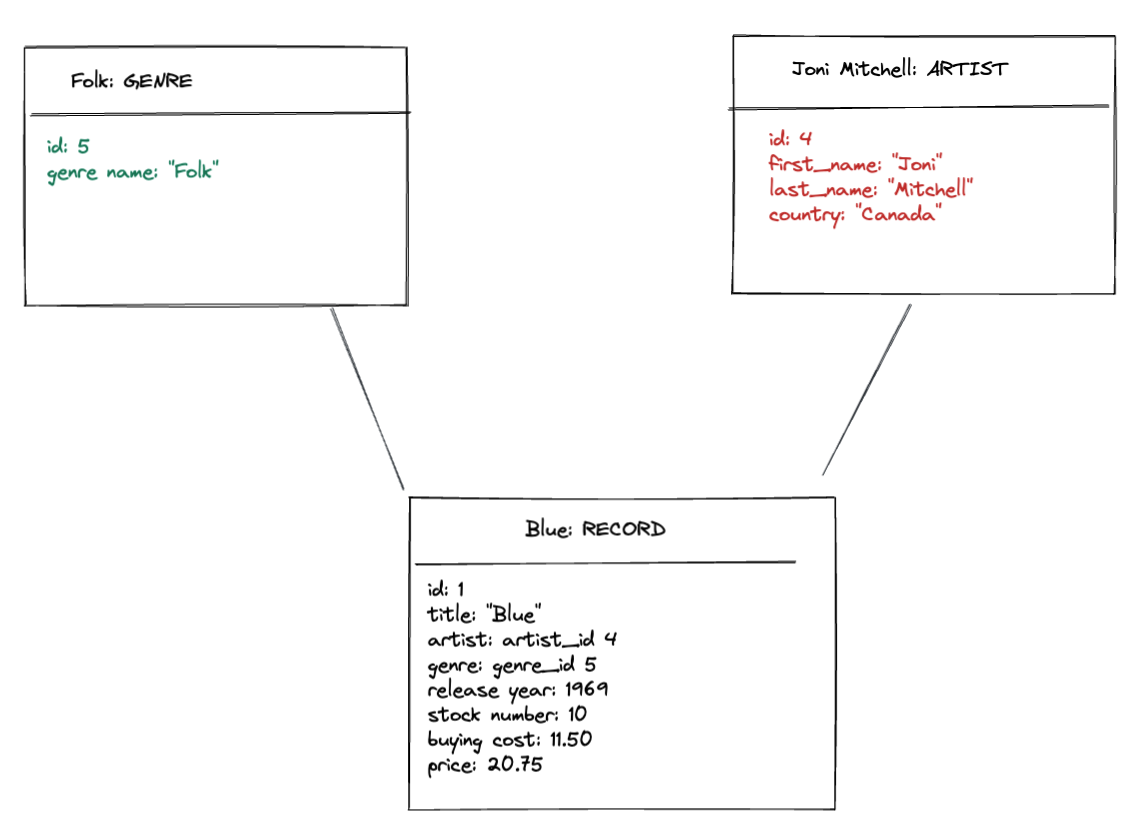 Folk: GENRE
id: 5
genre name: "Folk"
Joni Mitchell: ARTIST
id: 4
first_name: "Joni"
last_name: "Mitchell"
country: "Canada"
Blue: RECORD
id: 1
title: "Blue"
artist: artist_id 4
genre: genre_id 5
release year: 1969
stock number: 10
buying cost: 11.50
price: 20.75